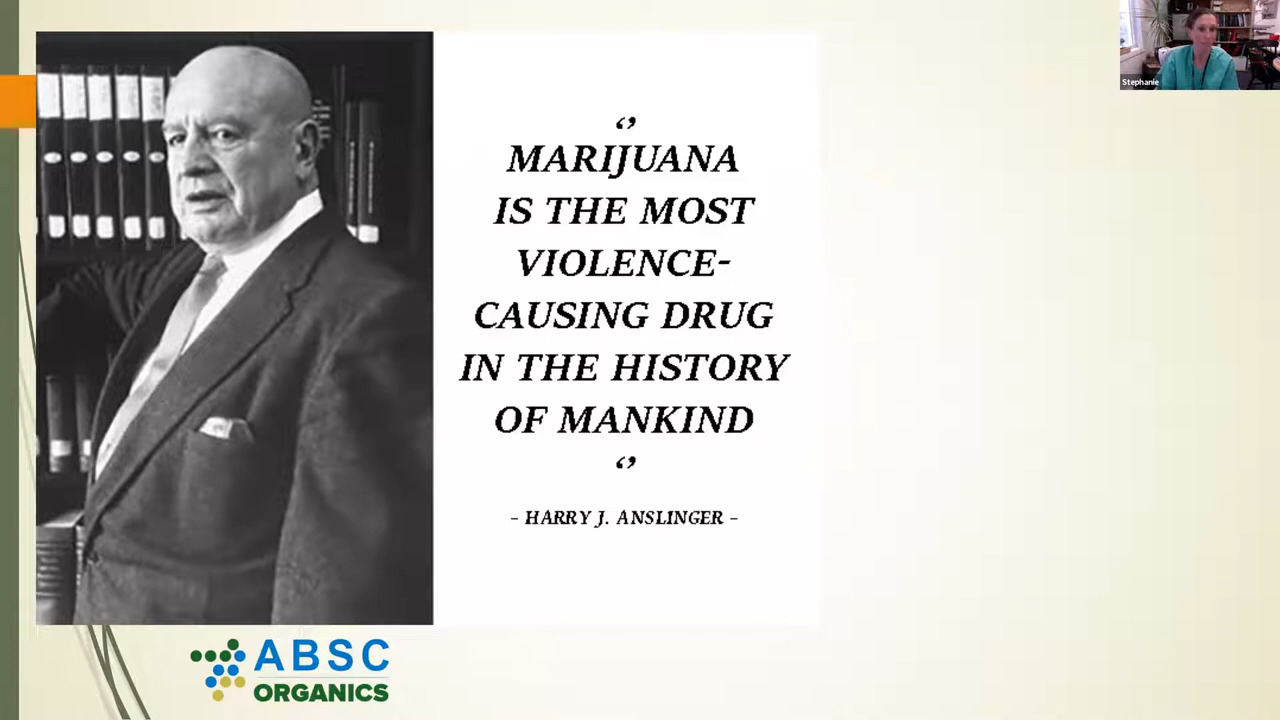 Stephanie
‘’
MARIJUANA
IS THE MOST
VIOLENCE-
CAUSING DRUG
IN THE HISTORY
OF MANKIND
‘’
– HARRY J. ANSLINGER –
ABSC
ORGANICS